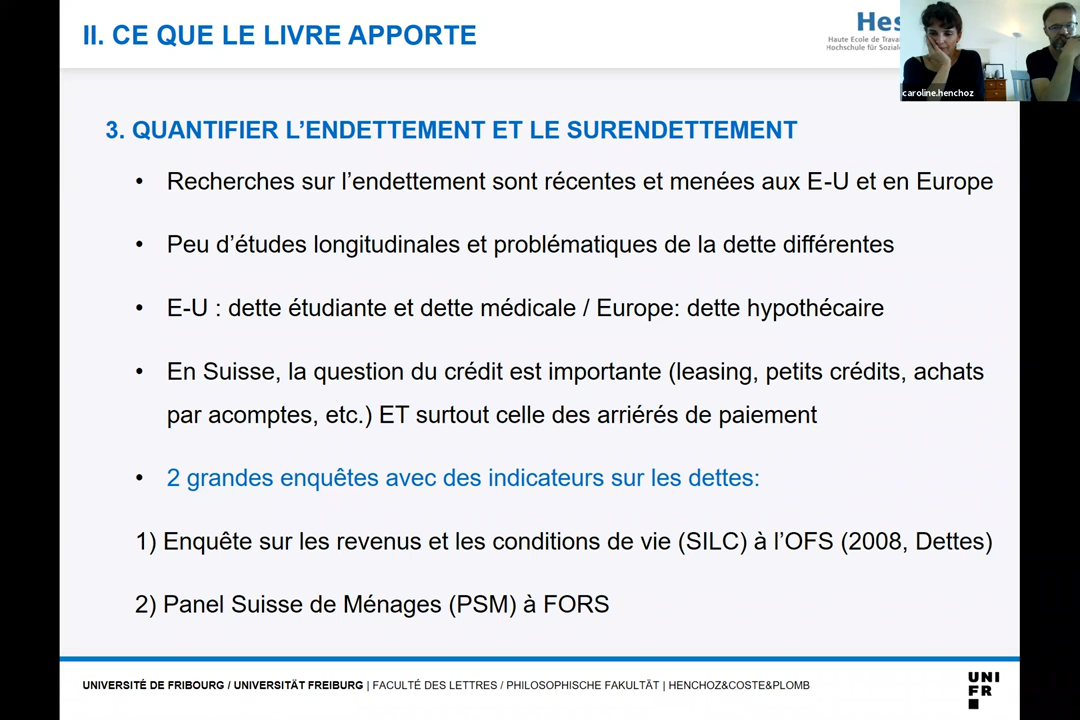 II. CE QUE LE LIVRE APPORTE
Haute Ecole de
Hochschule für
caroline.henchoz
3. QUANTIFIER L’ENDETTEMENT ET LE SURENDETTEMENT
• Recherches sur l’endettement sont récentes et menées aux E-U et en Europe
• Peu d’études longitudinales et problématiques de la dette différentes
• E-U : dette étudiante et dette médicale / Europe: dette hypothécaire
• En Suisse, la question du crédit est importante (leasing, petits crédits, achats
par acomptes, etc.) ET surtout celle des arriérés de paiement
• 2 grandes enquêtes avec des indicateurs sur les dettes:
1) Enquête sur les revenus et les conditions de vie (SILC) à l’OFS (2008, Dettes)
2) Panel Suisse de Ménages (PSM) à FORS
UNIVERSITÉ DE FRIBOURG / UNIVERSITÄT FREIBURG | FACULTÉ DES LETTRES / PHILOSOPHISCHE FAKULTÄT | HENCHOZ&COSTE&PLOMB
UNI
FR